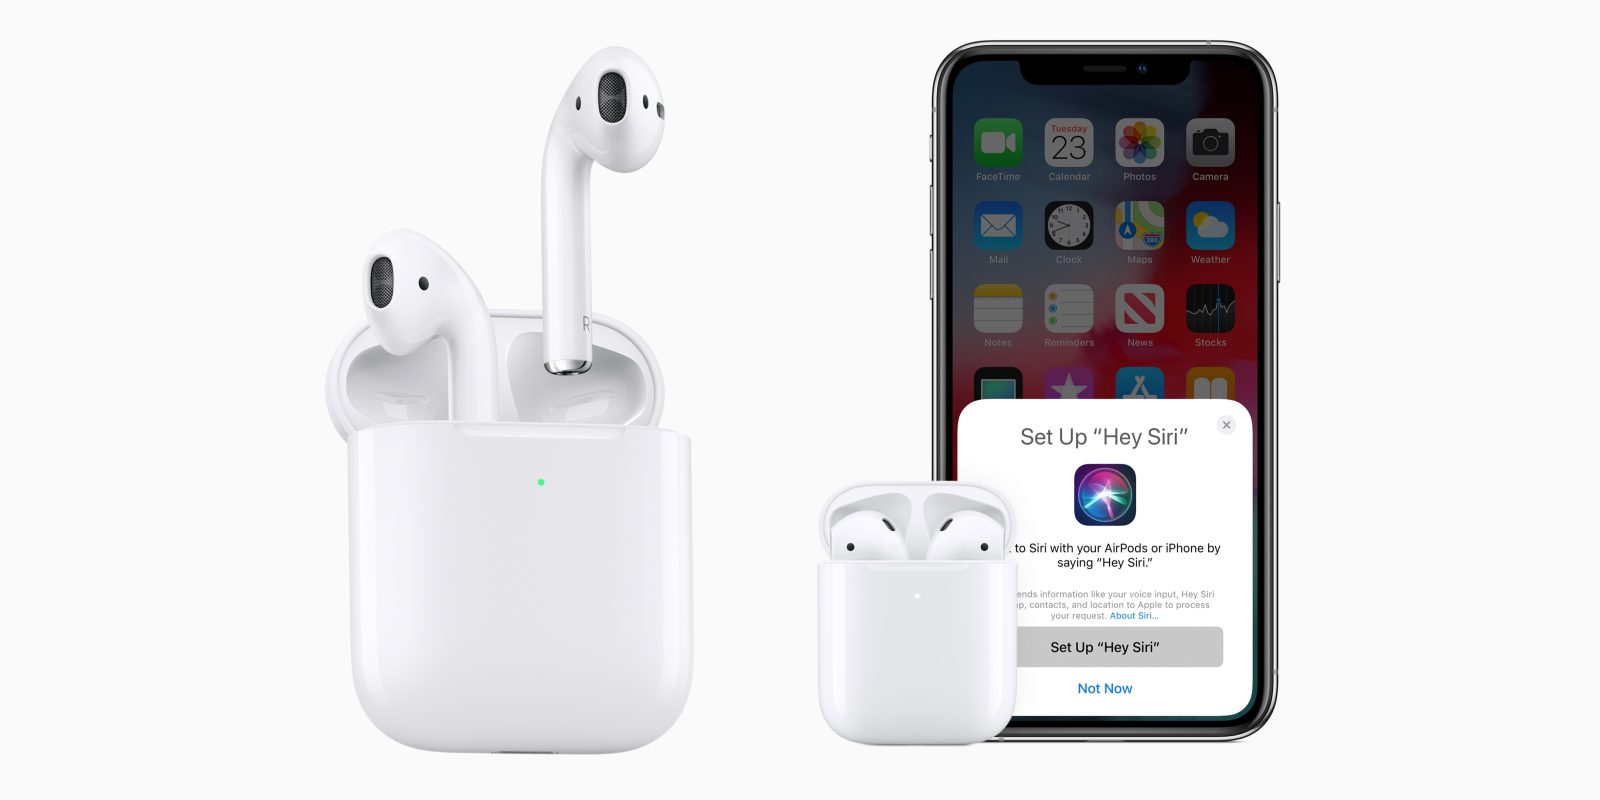 R
Tuesday
23
FaceTime
Calendar
Photos
Camera
280
Mail
Clock
Maps
Weather
Notes
Reminders
News
Stocks
Set Up “Hey Siri”
to Siri with your AirPods or iPhone by
saying “Hey Siri.”
information like your voice input, Hey Siri
contacts, and location to Apple to process
your request. About Siri...
Set Up “Hey Siri”
Not Now